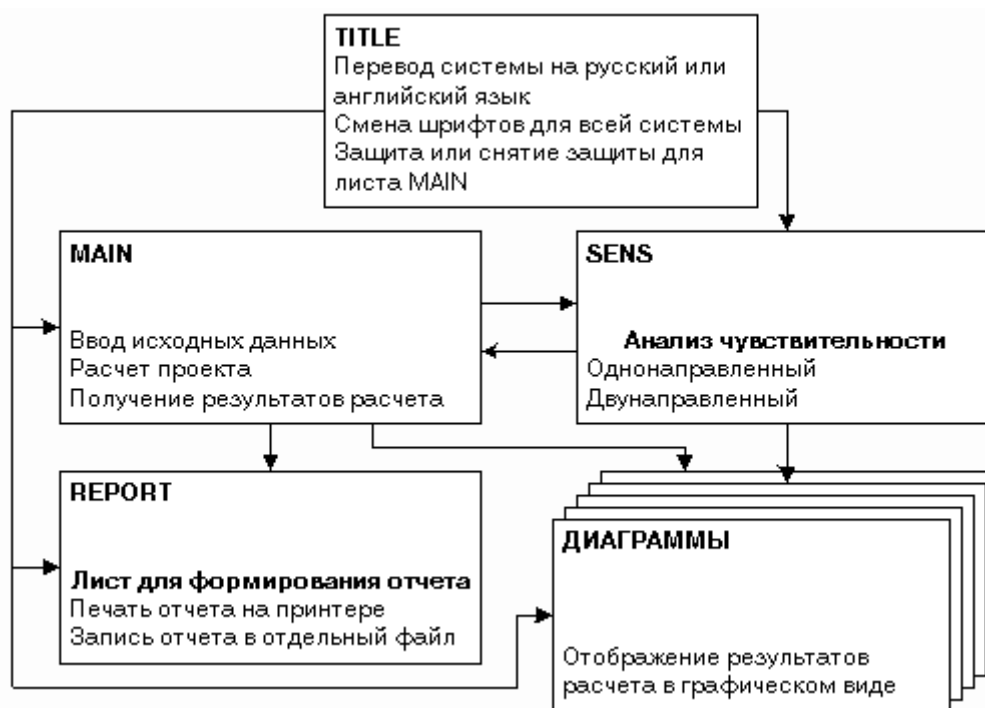 TITLE
Перевод системы на русский или
английский язык
Смена шрифтов для всей системы
Защита или снятие защиты для
листа MAIN
MAIN
Ввод исходных данных
Расчет проекта
Получение результатов расчета
SENS
Анализ чувствительности
Однонаправленный
Двунаправленный
REPORT
Лист для формирования отчета
Печать отчета на принтере
Запись отчета в отдельный файл
ДИАГРАММЫ
Отображение результатов
расчета в графическом виде